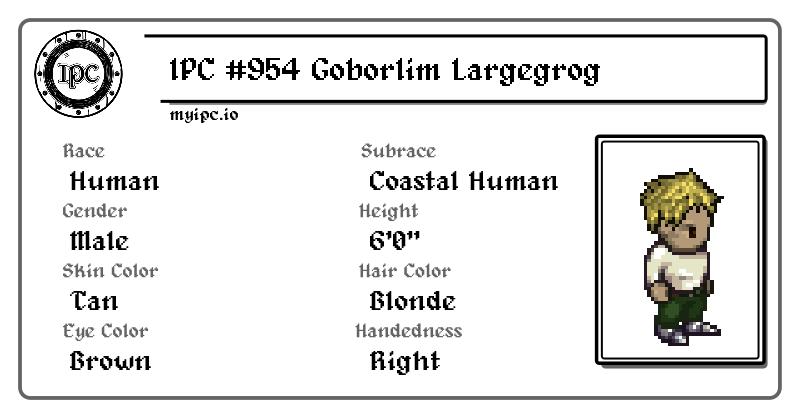 IPC
IPC #954 Goborlim Largegrog
myipc.io
Race
Human
Subrace
Coastal Human
Gender
Male
Height
6'0"
Skin Color
Tan
Hair Color
Blonde
Eye Color
Brown
Handedness
Right